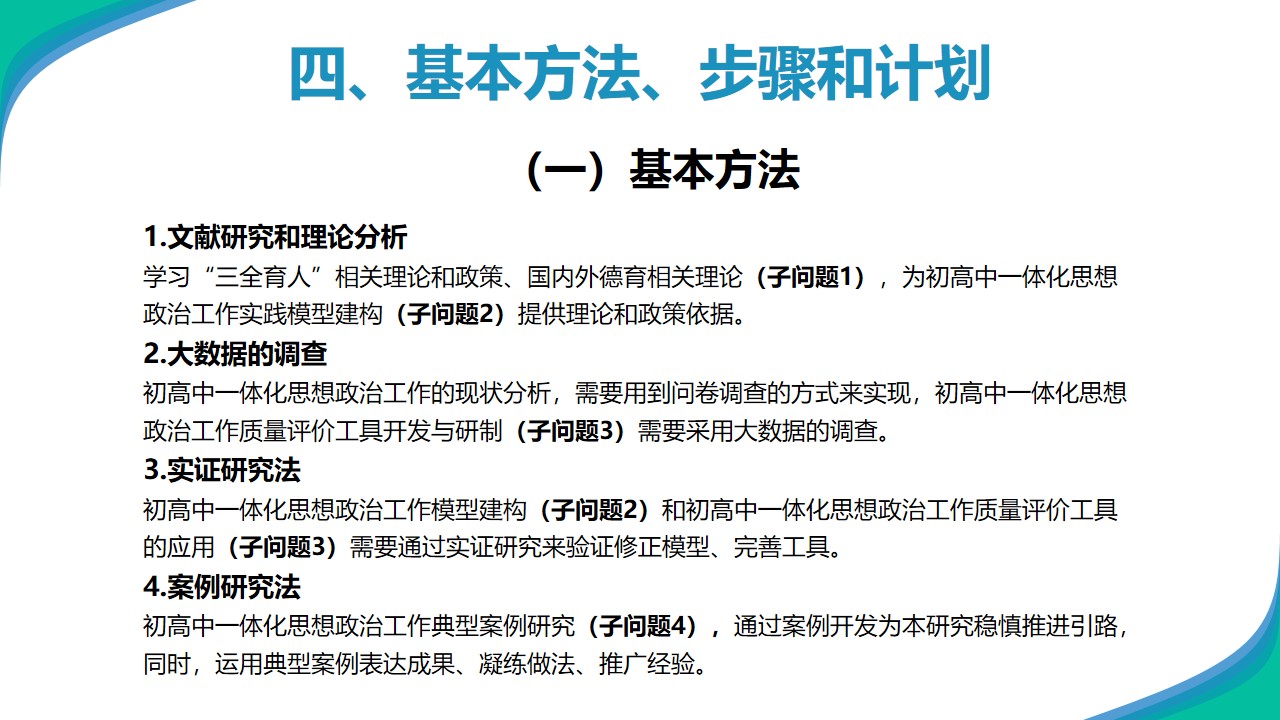 四、基本方法、步骤和计划
（一）基本方法
1.文献研究和理论分析
学习“三全育人”相关理论和政策、国内外德育相关理论（子问题1），为初高中一体化思想
政治工作实践模型建构（子问题2）提供理论和政策依据。
2.大数据的调查
初高中一体化思想政治工作的现状分析，需要用到问卷调查的方式来实现，初高中一体化思想
政治工作质量评价工具开发与研制（子问题3）需要采用大数据的调查。
3.实证研究法
初高中一体化思想政治工作模型建构（子问题2）和初高中一体化思想政治工作质量评价工具
的应用（子问题3）需要通过实证研究来验证修正模型、完善工具。
4.案例研究法
初高中一体化思想政治工作典型案例研究（子问题4），通过案例开发为本研究稳慎推进引路，
同时，运用典型案例表达成果、凝练做法、推广经验。